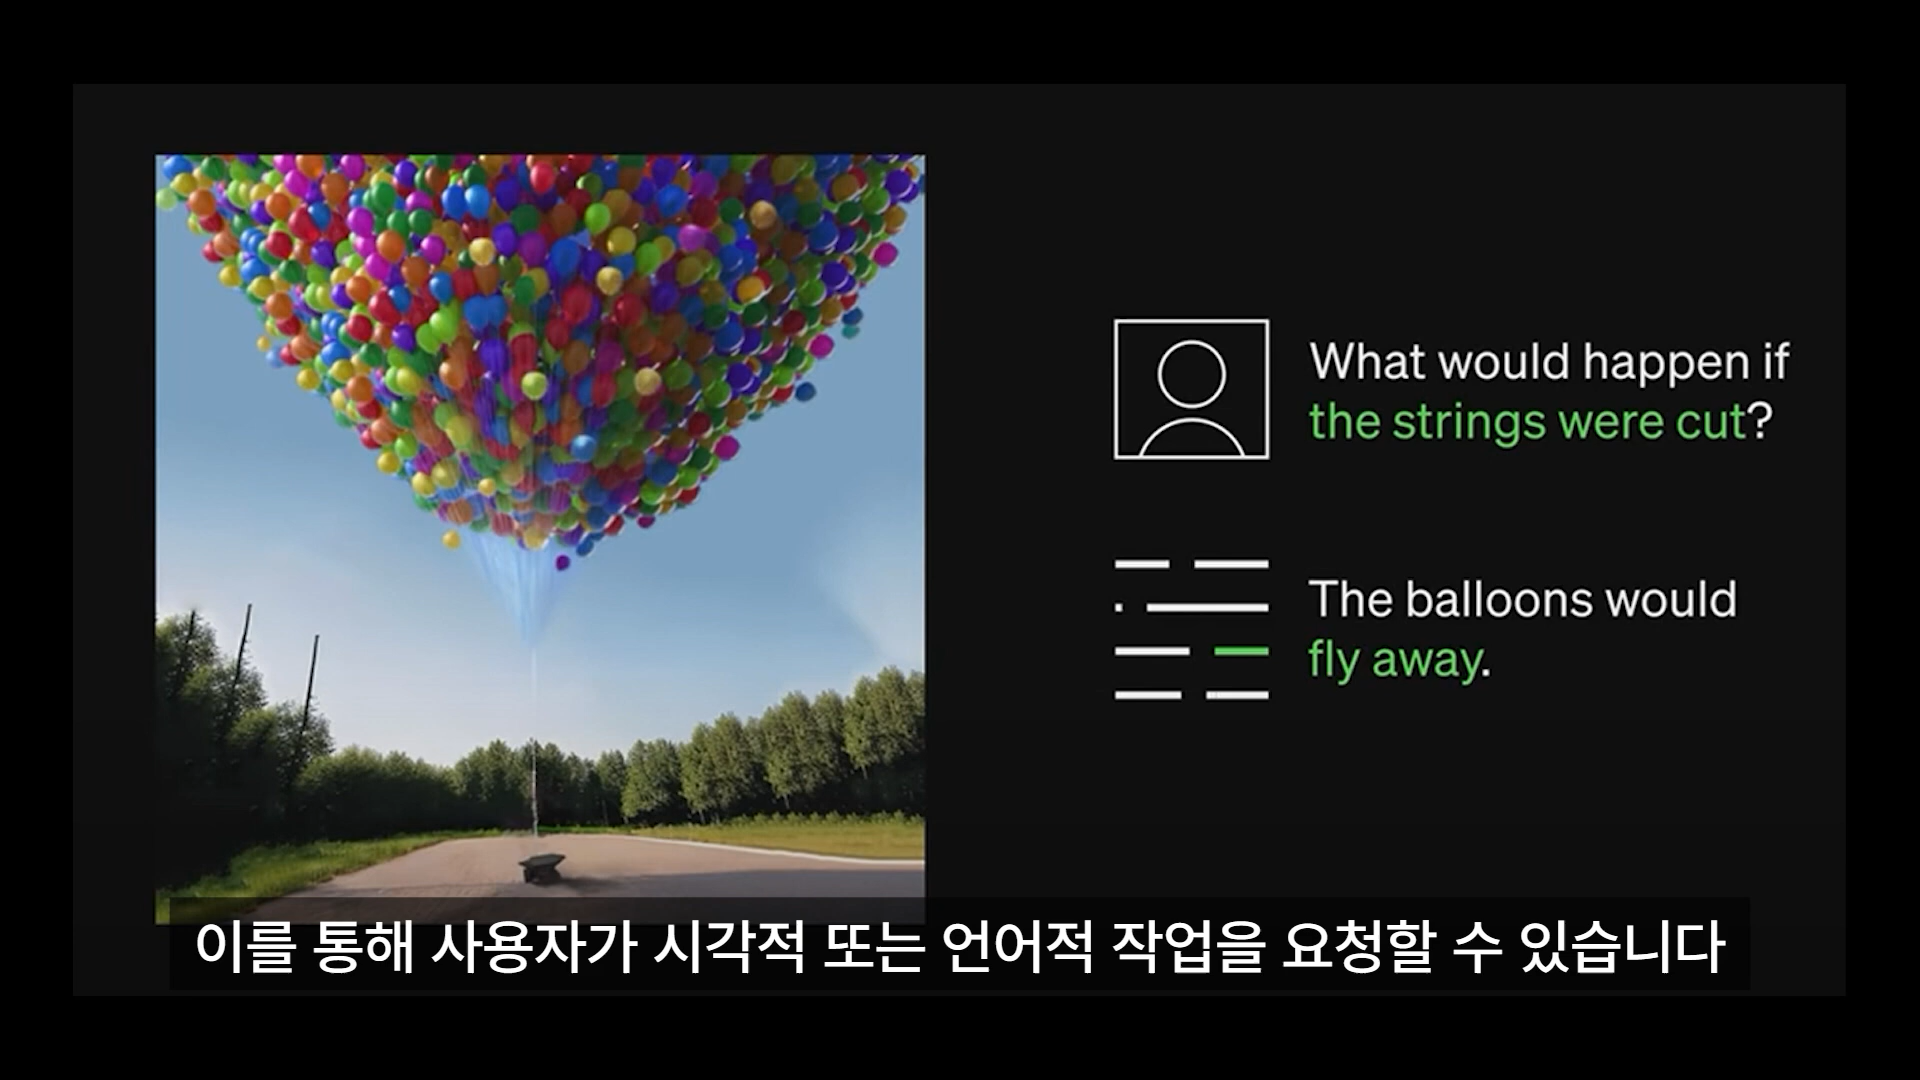 What would happen if
the strings were cut?
The balloons would
fly away.
이를 통해 사용자가 시각적 또는 언어적 작업을 요청할 수 있습니다